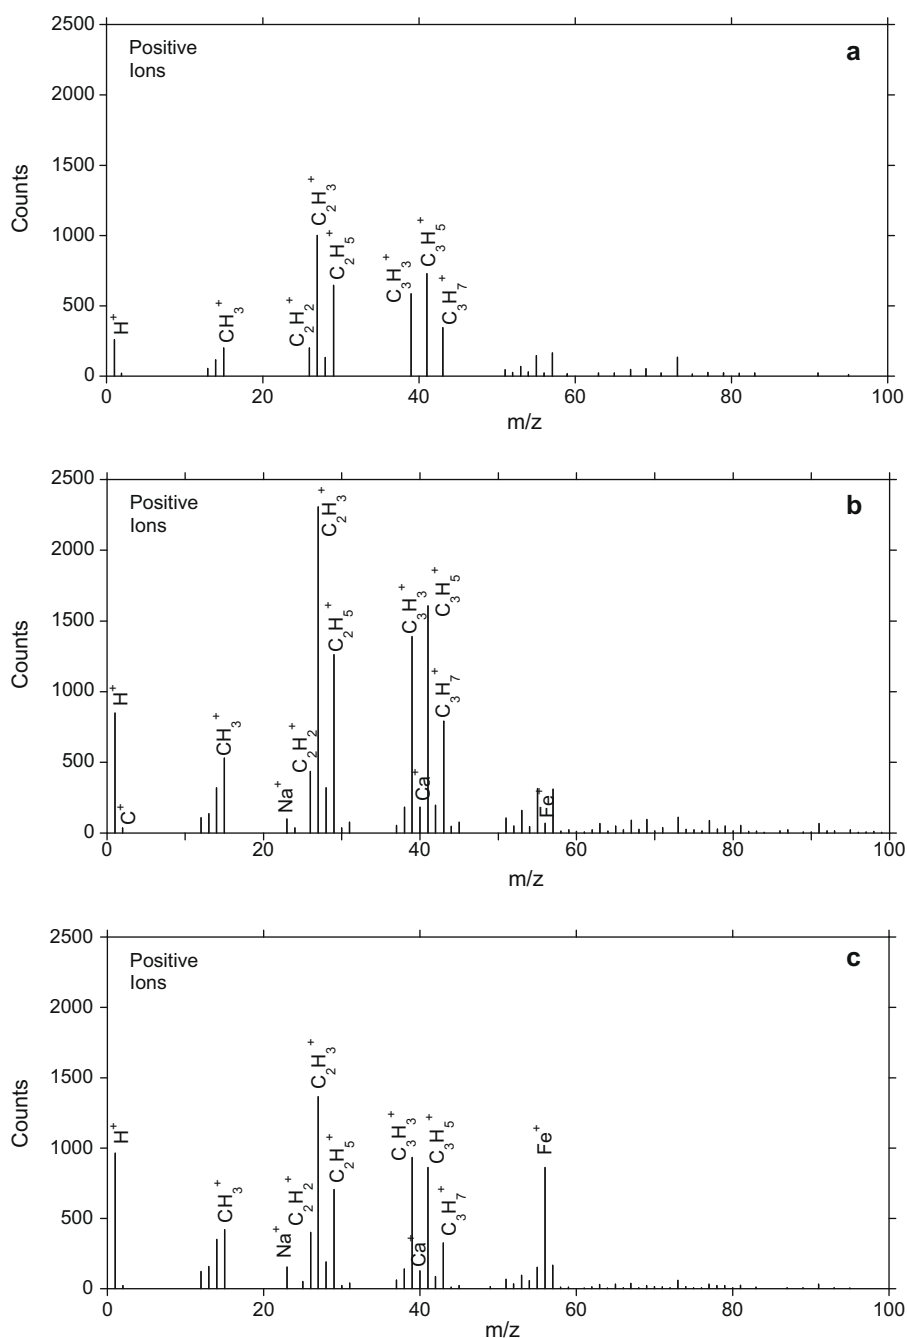 2500
2000
1500
1000
500
0
Counts
Positive
Ions
a
H+
CH3+
C2H2+
C2H3+
C2H5+
C3H3+
C3H5+
C3H7+
0 20 40 60 80 100
m/z
2500
2000
1500
1000
500
0
Counts
Positive
Ions
b
H+
C+
CH3+
Na+
C2H2+
C2H3+
C2H5+
C3H3+
Ca+
C3H5+
C3H7+
Fe+
0 20 40 60 80 100
m/z
2500
2000
1500
1000
500
0
Counts
Positive
Ions
c
H+
CH3+
Na+
C2H2+
C2H3+
C2H5+
C3H3+
Ca+
C3H5+
C3H7+
Fe+
0 20 40 60 80 100
m/z